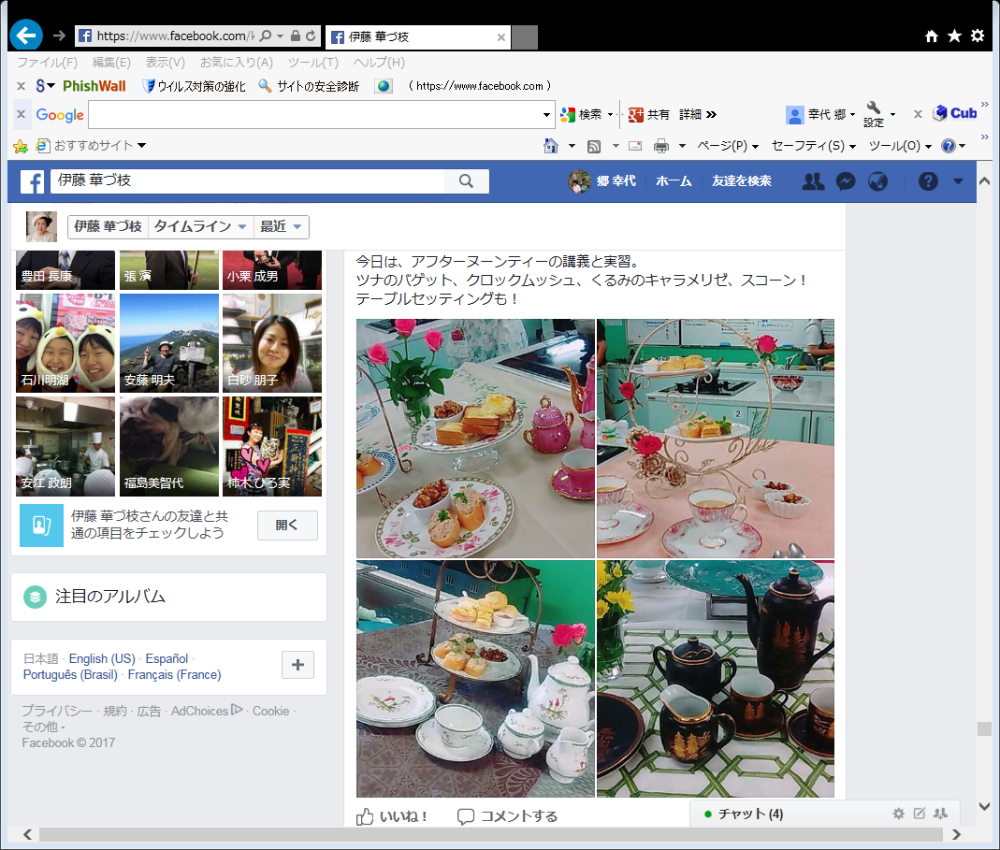 https://www.facebook.com/
伊藤 華づ枝
ファイル(F) 編集(E) 表示(V) お気に入り(A) ツール(T) ヘルプ(H)
PhishWall ウイルス対策の強化 サイトの安全診断 ( https://www.facebook.com )
Google 検索 共有 詳細 幸代 郷 設定 Cub
おすすめサイト ページ(P) セーフティ(S) ツール(O)
伊藤 華づ枝 郷 幸代 ホーム 友達を検索
伊藤 華づ枝 タイムライン 最近
豊田 長康 張 濱 小栗 成男
石川明湖 安藤 明夫 白砂 朋子
安江 政朗 福島美智代 柿木 ひろ実
伊藤 華づ枝さんの友達と共
通の項目をチェックしよう
開く
注目のアルバム
日本語 · English (US) · Español ·
Português (Brasil) · Français (France)
プライバシー · 規約 · 広告 · AdChoices · Cookie ·
その他
Facebook © 2017
今日は、アフターヌーンティーの講義と実習。
ツナのバゲット、クロックムッシュ、くるみのキャラメリゼ、スコーン！
テーブルセッティングも！
2
いいね！ コメントする
チャット (4)